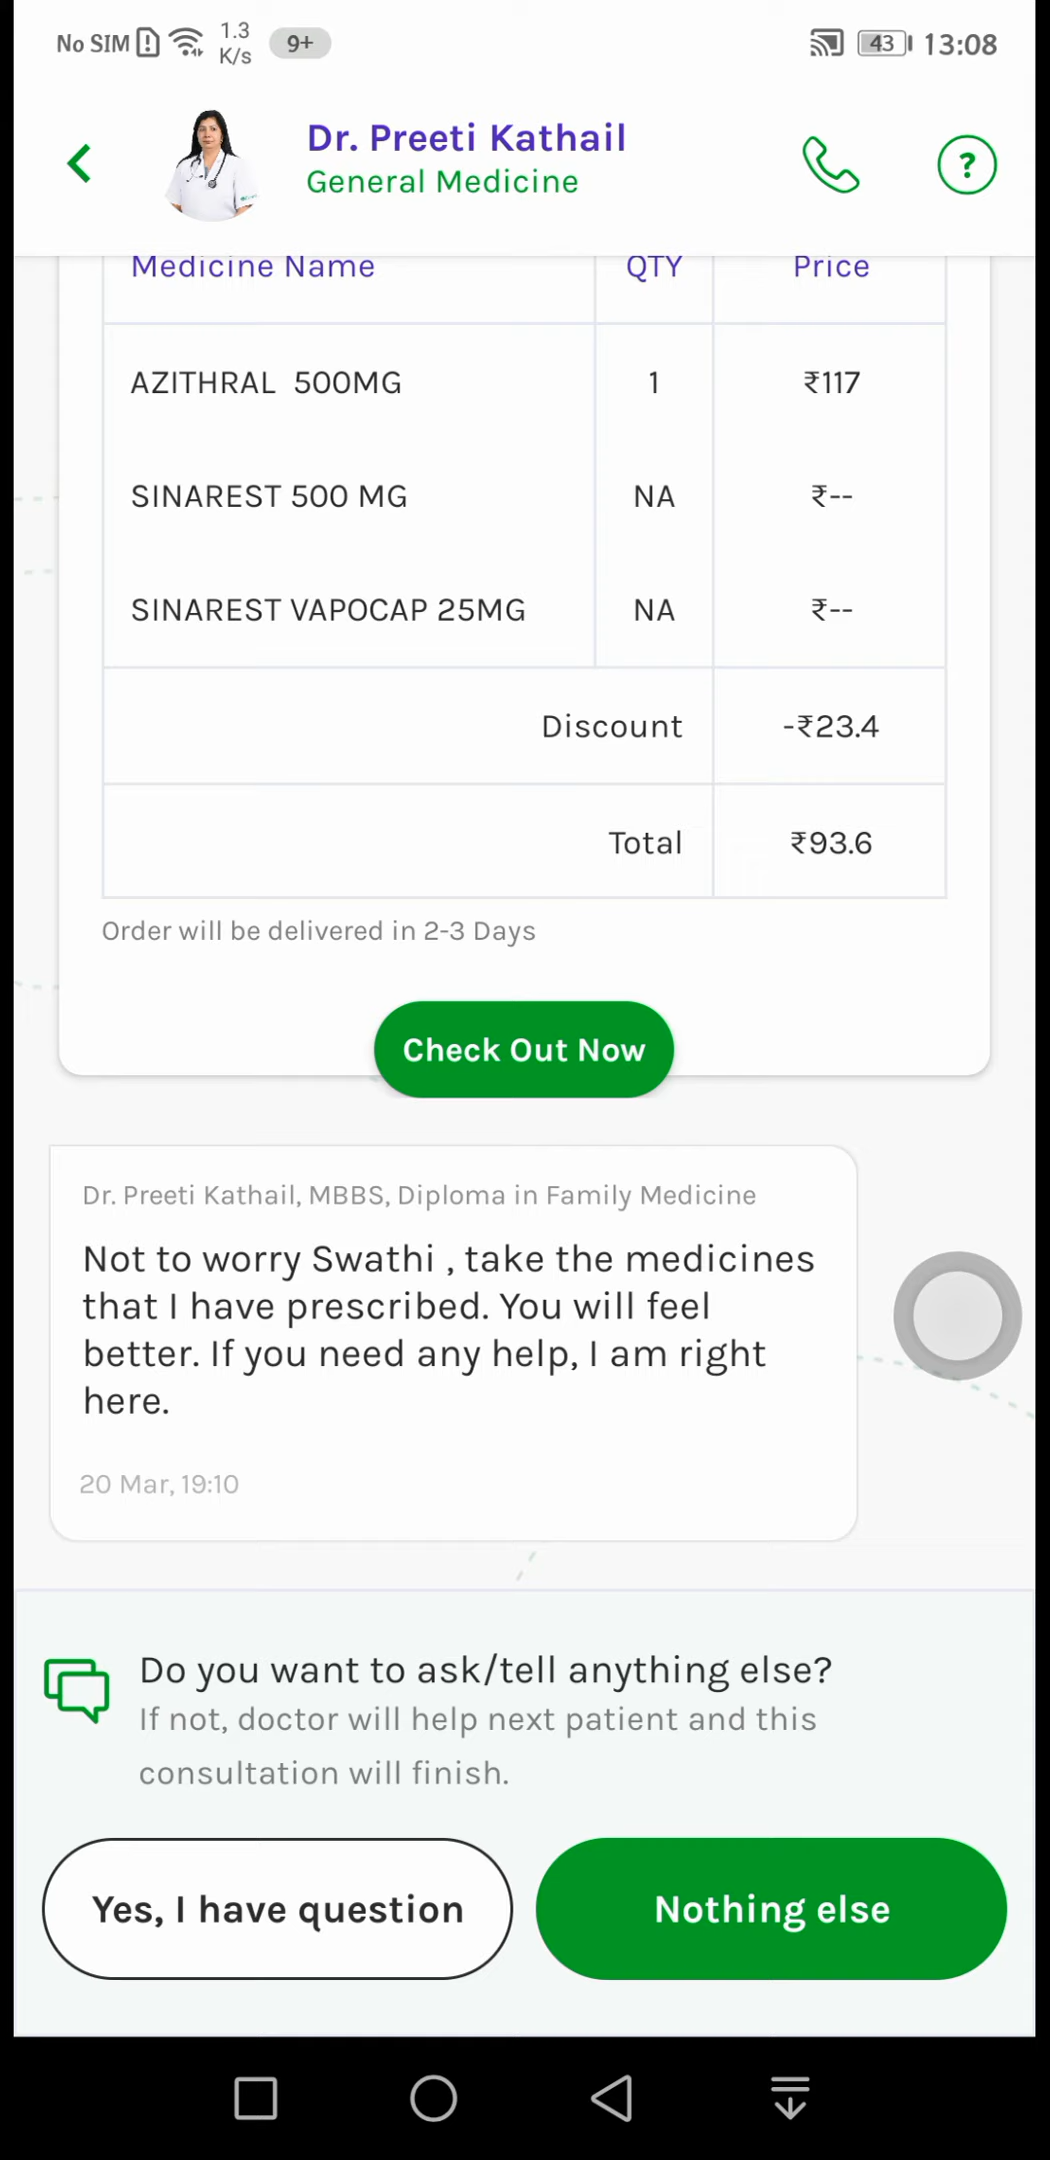 No SIM 1.3 K/s 9+ 43 13:08
Dr. Preeti Kathail
General Medicine
?
Medicine Name QTY Price
AZITHRAL 500MG 1 ₹117
SINAREST 500 MG NA ₹--
SINAREST VAPOCAP 25MG NA ₹--
Discount -₹23.4
Total ₹93.6
Order will be delivered in 2-3 Days
Check Out Now
Dr. Preeti Kathail, MBBS, Diploma in Family Medicine
Not to worry Swathi , take the medicines
that I have prescribed. You will feel
better. If you need any help, I am right
here.
20 Mar, 19:10
Do you want to ask/tell anything else?
If not, doctor will help next patient and this
consultation will finish.
Yes, I have question Nothing else